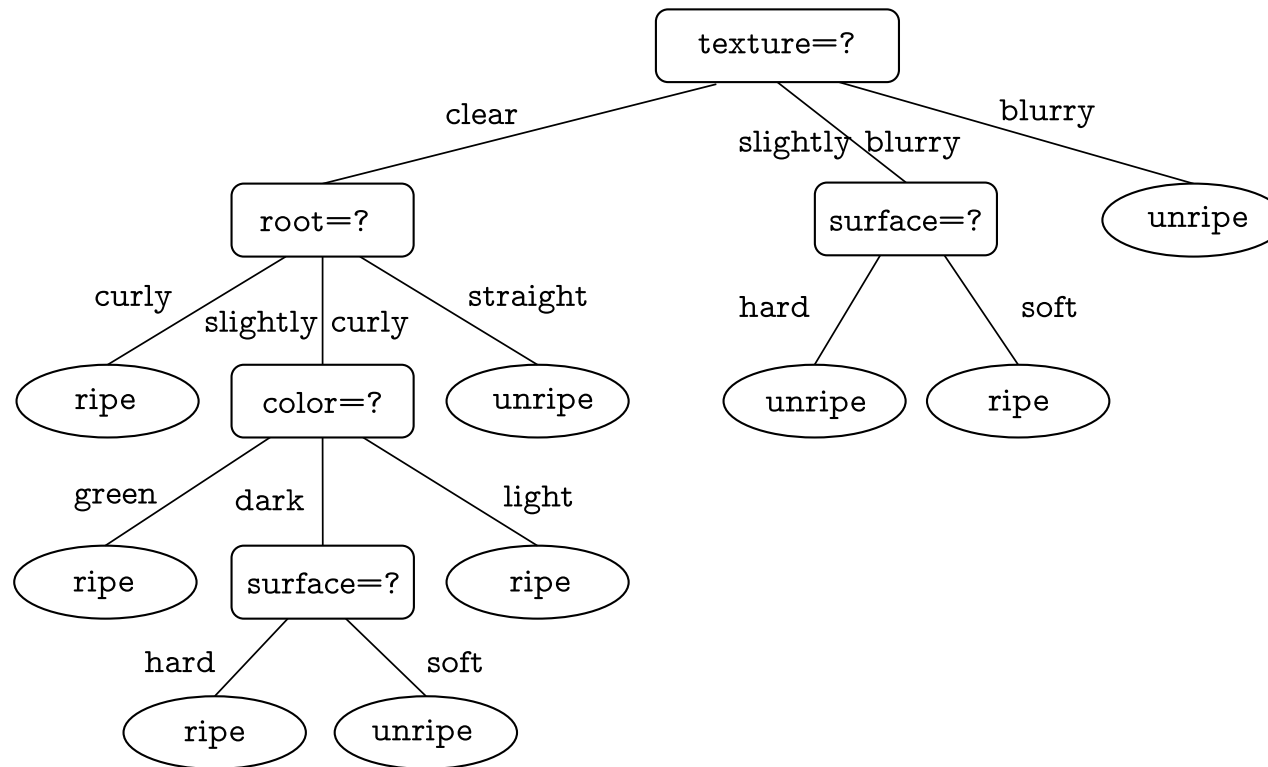 texture=?
clear
slightly blurry
blurry
root=?
surface=?
unripe
curly
slightly curly
straight
hard
soft
ripe
color=?
unripe
unripe
ripe
green
dark
light
ripe
surface=?
ripe
hard
soft
ripe
unripe